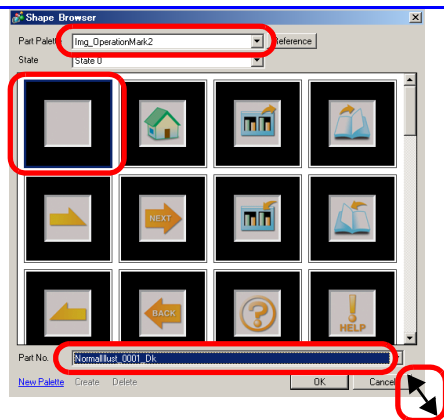 Shape Browser
Part Palette Img_OperationMark2 Reference
State State 0
NEXT
BACK
?
HELP
Part No. NormalIllust_0001_Dk
New Palette Create Delete OK Cancel